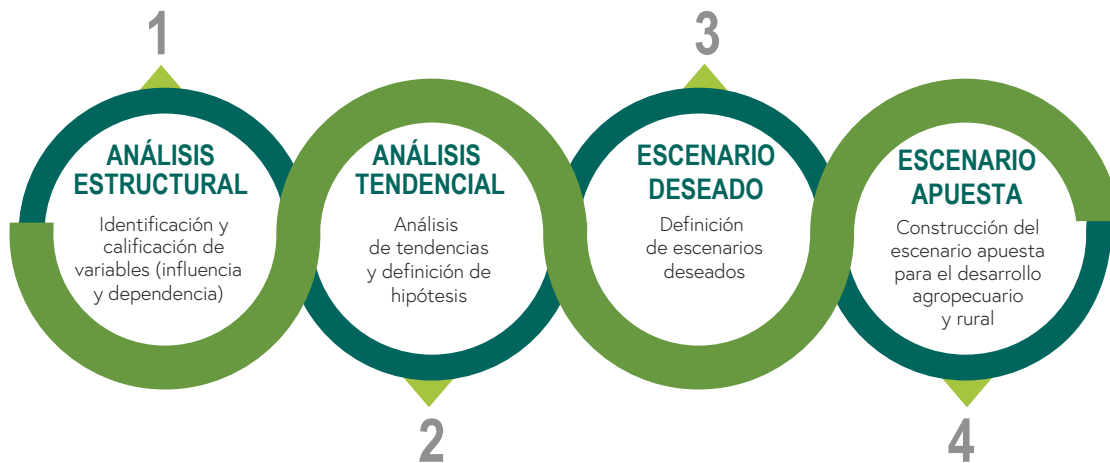 1
ANÁLISIS
ESTRUCTURAL
Identificación y
calificación de
variables (influencia
y dependencia)
2
ANÁLISIS
TENDENCIAL
Análisis
de tendencias
y definición de
hipótesis
3
ESCENARIO
DESEADO
Definición
de escenarios
deseados
4
ESCENARIO
APUESTA
Construcción del
escenario apuesta
para el desarrollo
agropecuario
y rural